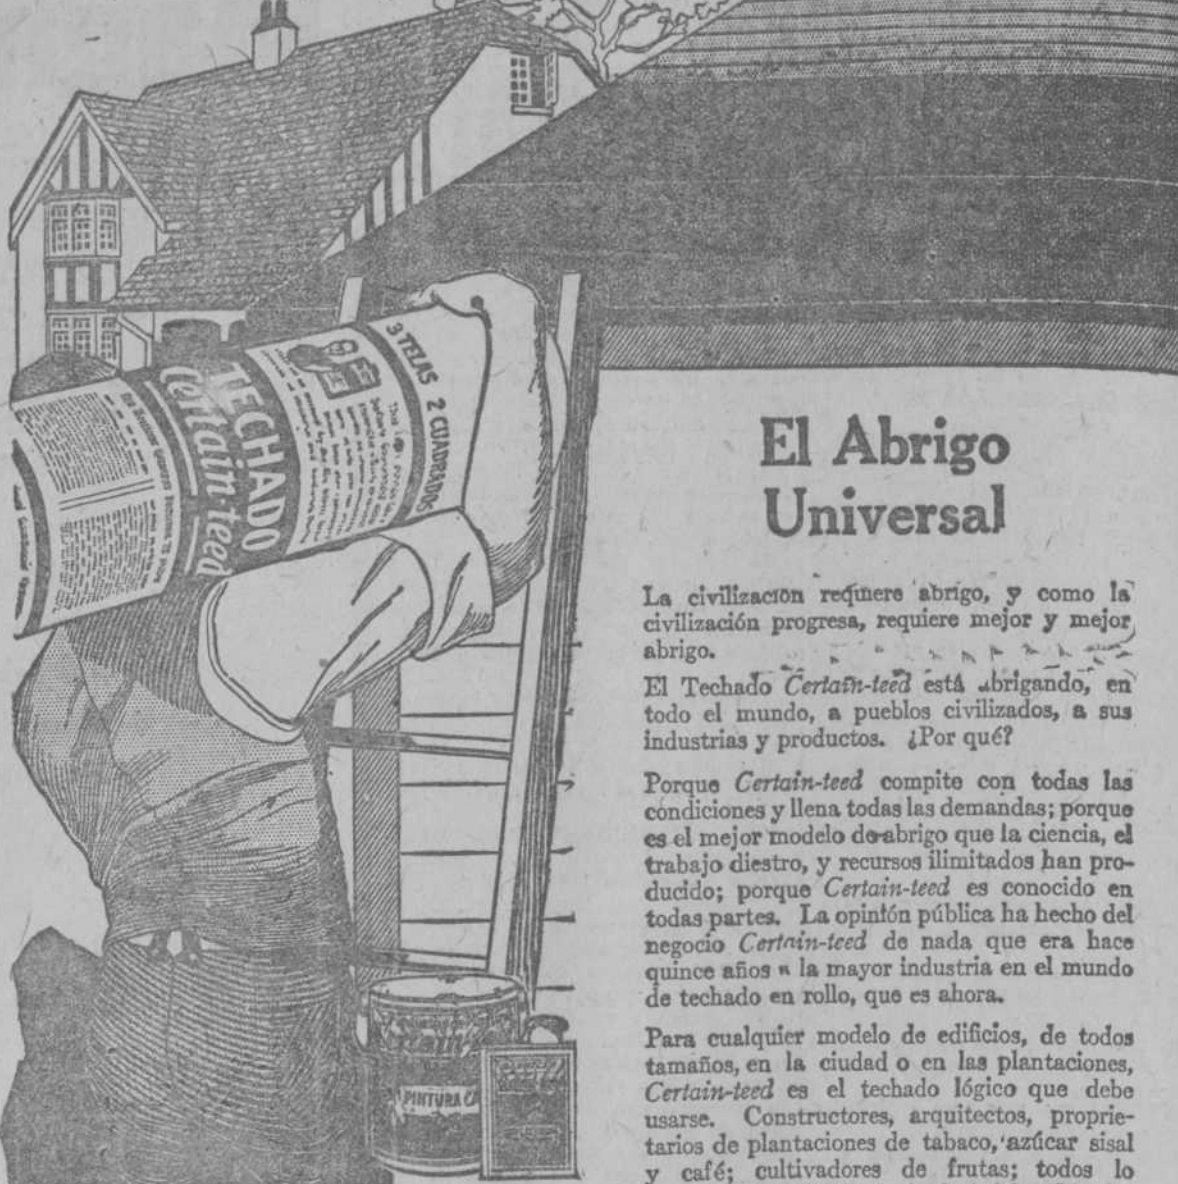 3 TELAS 2 CUADRADOS
TECHADO
Certain-teed
PINTURA
El Abrigo
Universal
La civilización requiere abrigo, y como la
civilización progresa, requiere mejor y mejor
abrigo.
El Techado Certain-teed está abrigando, en
todo el mundo, a pueblos civilizados, a sus
industrias y productos. ¿Por qué?
Porque Certain-teed compite con todas las
condiciones y llena todas las demandas; porque
es el mejor modelo de abrigo que la ciencia, el
trabajo diestro, y recursos ilimitados han pro-
ducido; porque Certain-teed es conocido en
todas partes. La opinión pública ha hecho del
negocio Certain-teed de nada que era hace
quince años a la mayor industria en el mundo
de techado en rollo, que es ahora.
Para cualquier modelo de edificios, de todos
tamaños, en la ciudad o en las plantaciones,
Certain-teed es el techado lógico que debe
usarse. Constructores, arquitectos, proprie-
tarios de plantaciones de tabaco, azúcar sisal
y café; cultivadores de frutas; todos lo